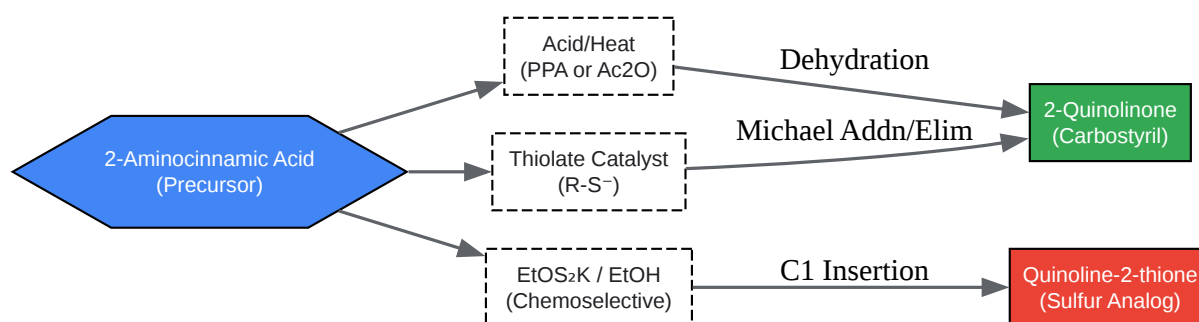 Acid/Heat
(PPA or Ac2O)
Dehydration
2-Aminocinnamic Acid
(Precursor)
Thiolate Catalyst
(R-S⁻)
Michael Addn/Elim
2-Quinolinone
(Carbostyril)
EtOS₂K / EtOH
(Chemoselective)
C1 Insertion
Quinoline-2-thione
(Sulfur Analog)